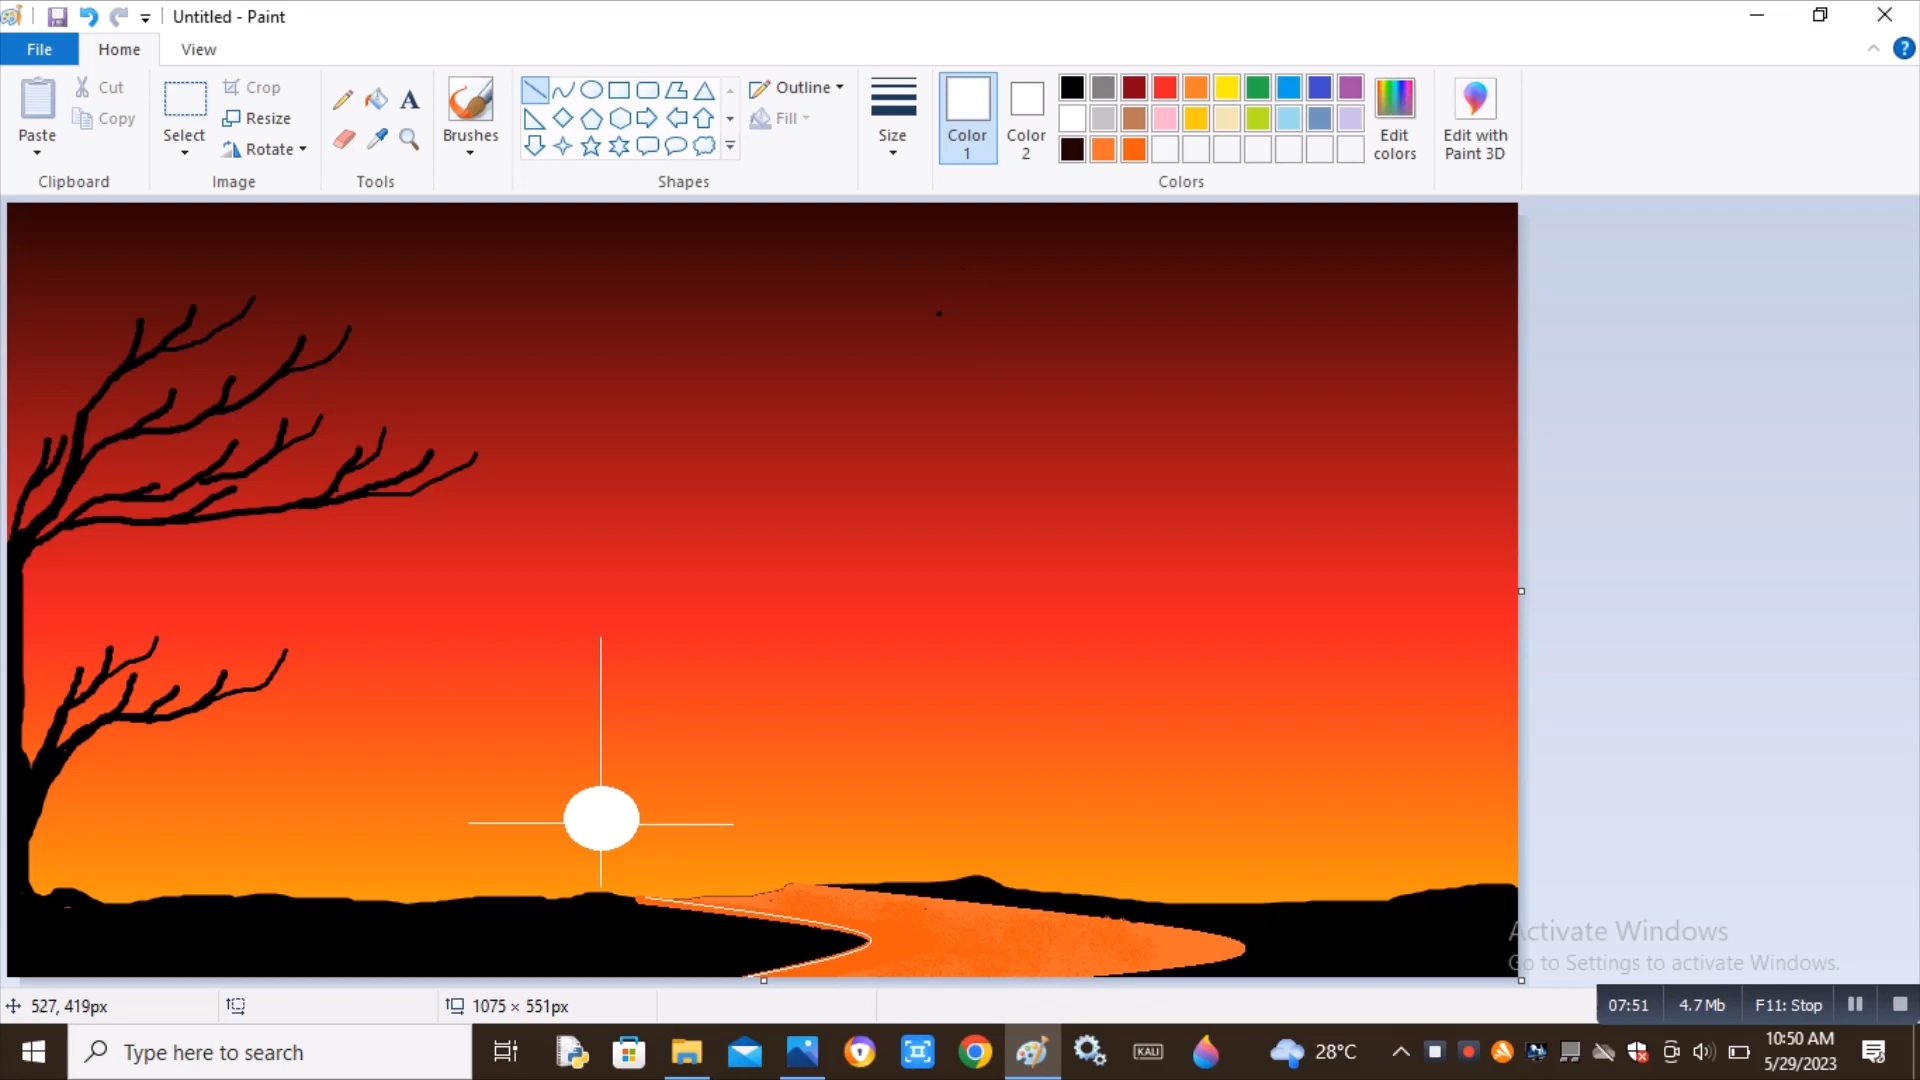 Untitled - Paint
File Home View
Paste
Cut
Copy
Clipboard
Select
Crop
Resize
Rotate
Image
A
Tools
Brushes
Shapes
Outline
Fill
Size
Color 1
Color 2
Colors
Edit colors
Edit with Paint 3D
?
Activate Windows
Go to Settings to activate Windows.
527, 419px
1075 × 551px
07:51 4.7 Mb F11: Stop
Type here to search
KALI
28°C
10:50 AM
5/29/2023